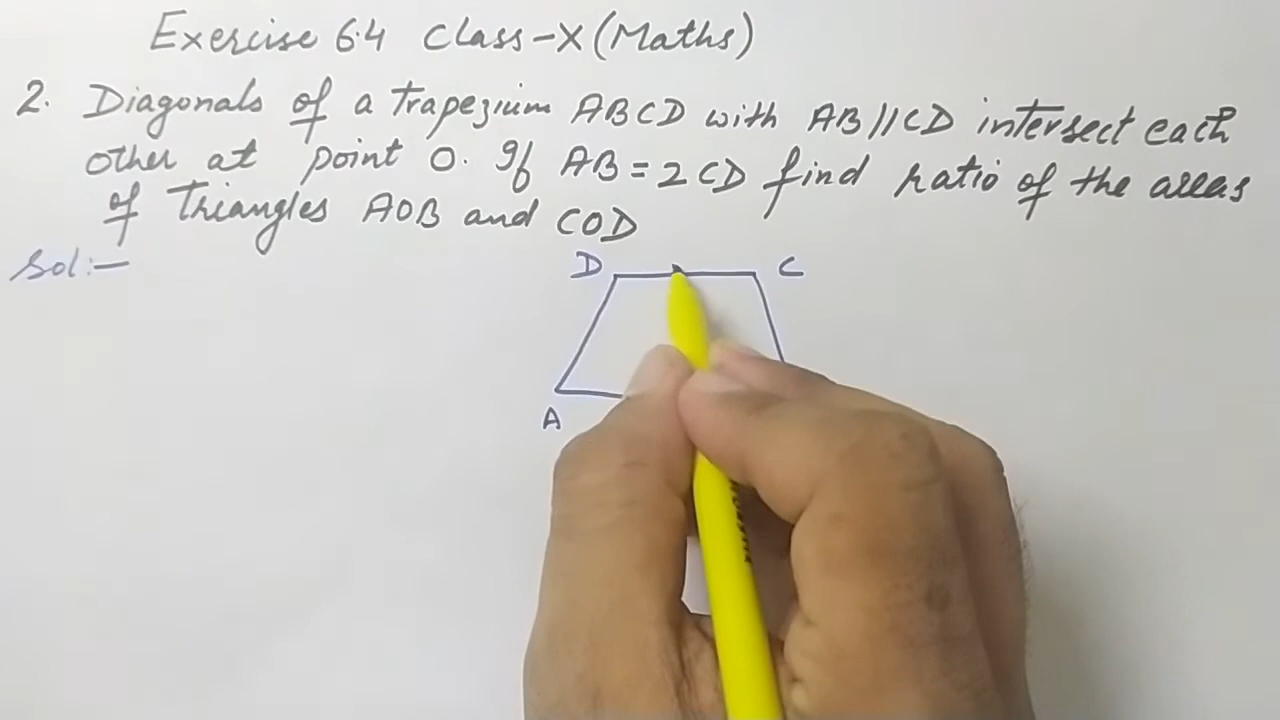 Exercise 6.4 Class-X (Maths)
2. Diagonals of a trapezium ABCD with AB//CD intersect each
other at point O. If AB = 2CD find ratio of the areas
of Triangles AOB and COD
Sol:-
D C
A